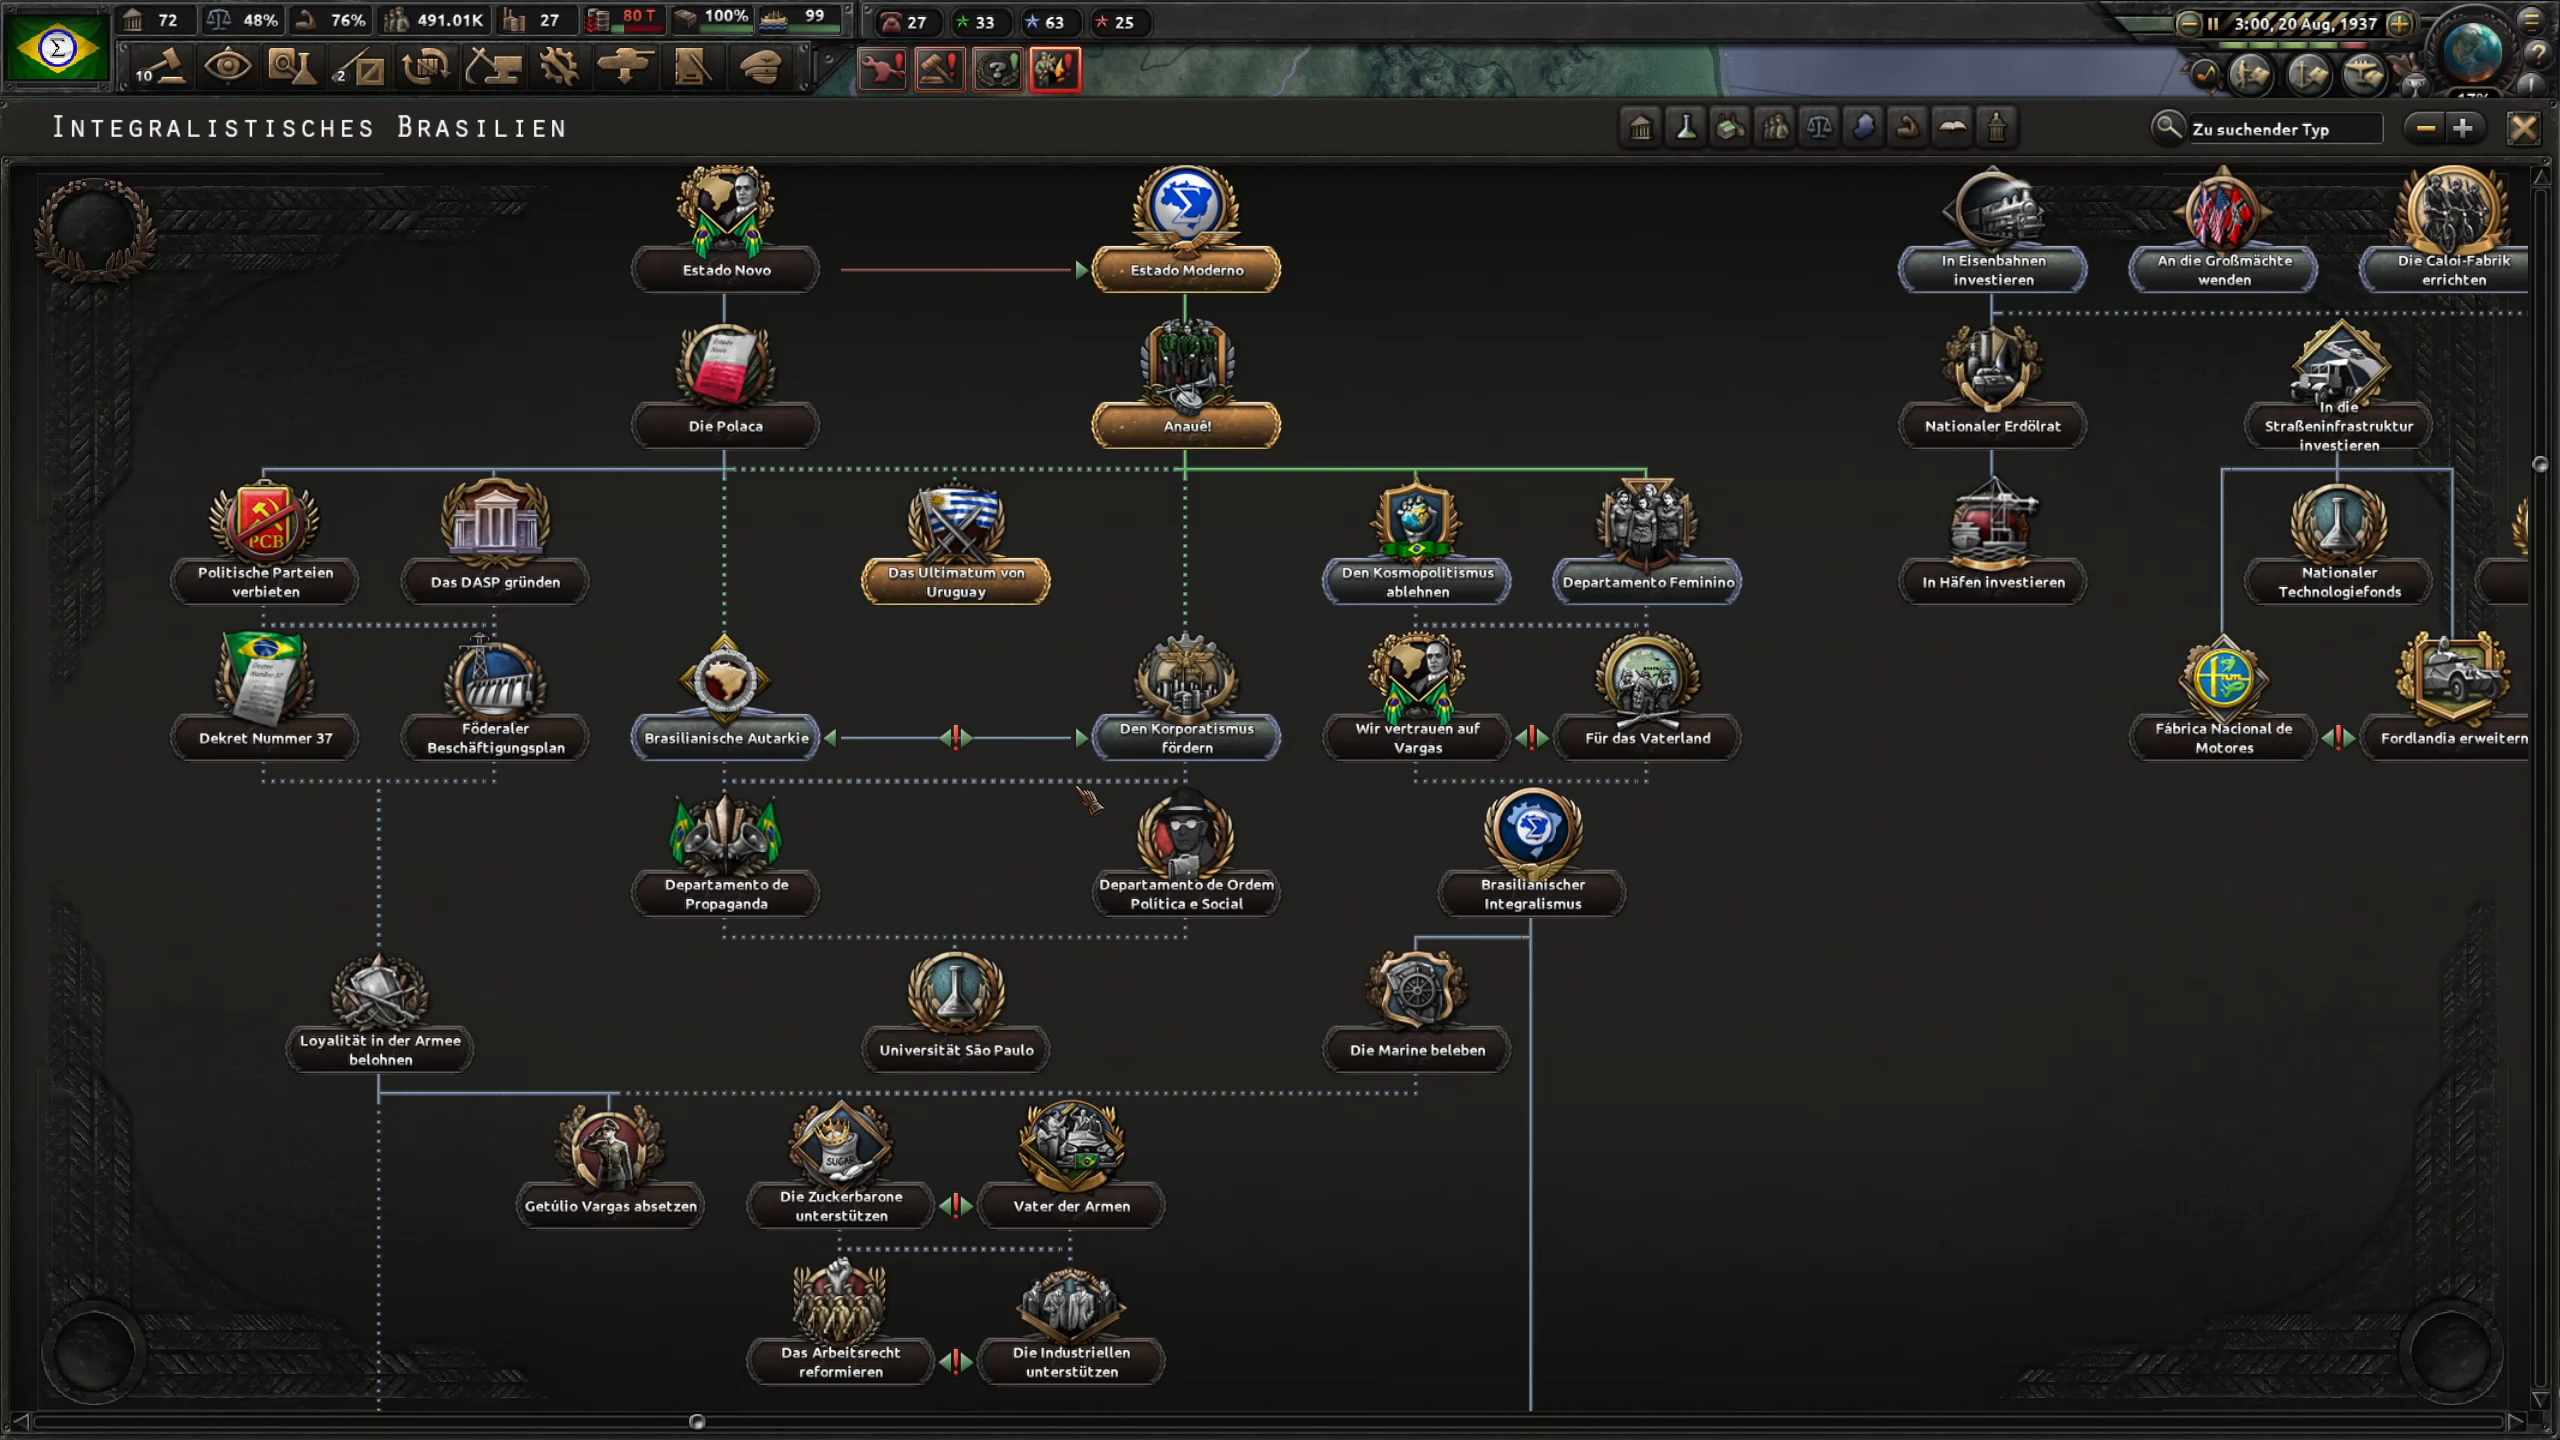 72
48%
76%
491.01K
27
80 T
100%
99
27
33
63
25
3:00, 20 Aug, 1937
10
2
Integralistisches Brasilien
Zu suchender Typ
Estado Novo
Estado Moderno
In Eisenbahnen
investieren
An die Großmächte
wenden
Die Caloi-Fabrik
errichten
Die Polaca
Anauê!
Nationaler Erdölrat
In die
Straßeninfrastruktur
investieren
PCB
Politische Parteien
verbieten
Das DASP gründen
Das Ultimatum von
Uruguay
Den Kosmopolitismus
ablehnen
Departamento Feminino
In Häfen investieren
Nationaler
Technologiefonds
Dekret Nummer 37
Föderaler
Beschäftigungsplan
Brasilianische Autarkie
Den Korporatismus
fördern
Wir vertrauen auf
Vargas
Für das Vaterland
Fábrica Nacional de
Motores
Fordlandia erweitern
Departamento de
Propaganda
Departamento de Ordem
Política e Social
Brasilianischer
Integralismus
Loyalität in der Armee
belohnen
Universität São Paulo
Die Marine beleben
SUGAR
Getúlio Vargas absetzen
Die Zuckerbarone
unterstützen
Vater der Armen
Das Arbeitsrecht
reformieren
Die Industriellen
unterstützen